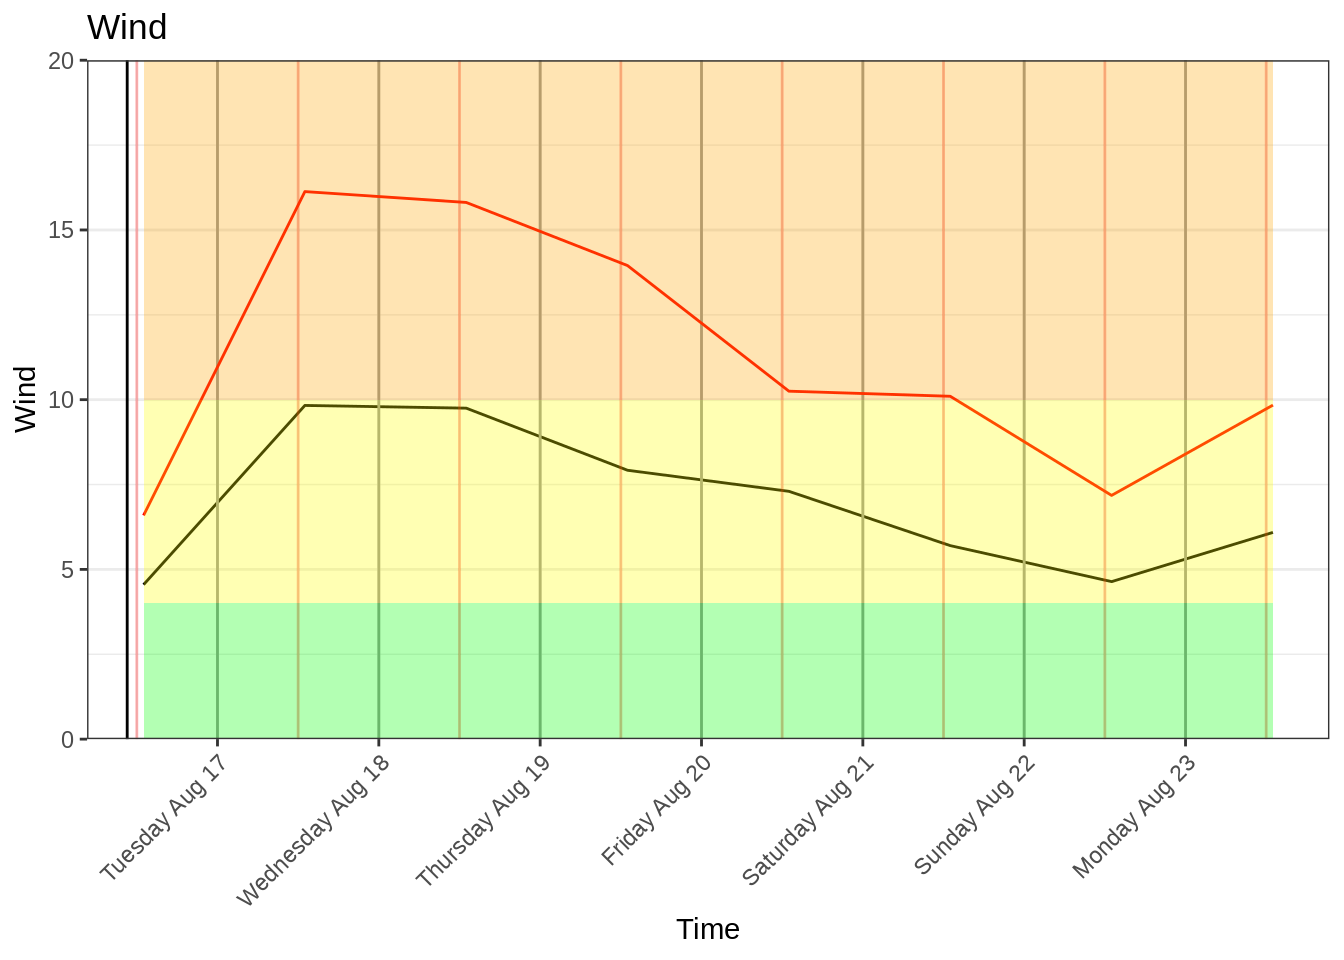 Wind
20
15
10
5
0
Wind
Tuesday Aug 17
Wednesday Aug 18
Thursday Aug 19
Friday Aug 20
Saturday Aug 21
Sunday Aug 22
Monday Aug 23
Time